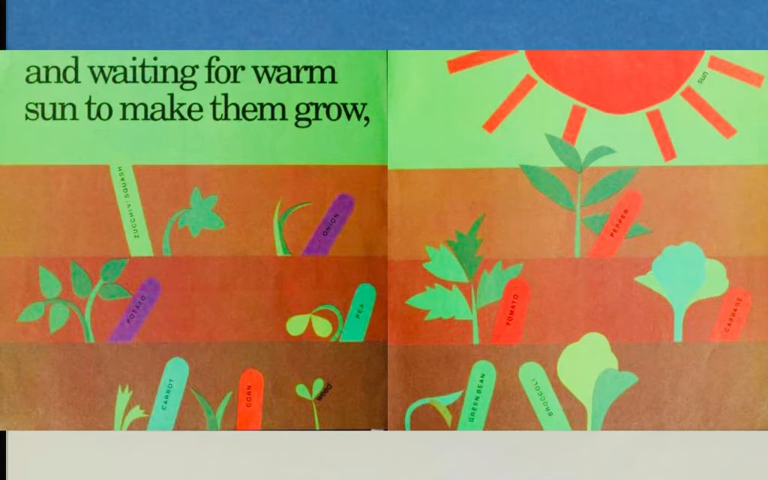 and waiting for warm
sun to make them grow,
sun
ZUCCHINI SQUASH
ONION
PEPPER
POTATO
PEA
TOMATO
CABBAGE
CARROT
CORN
weed
GREEN BEAN
BROCCOLI